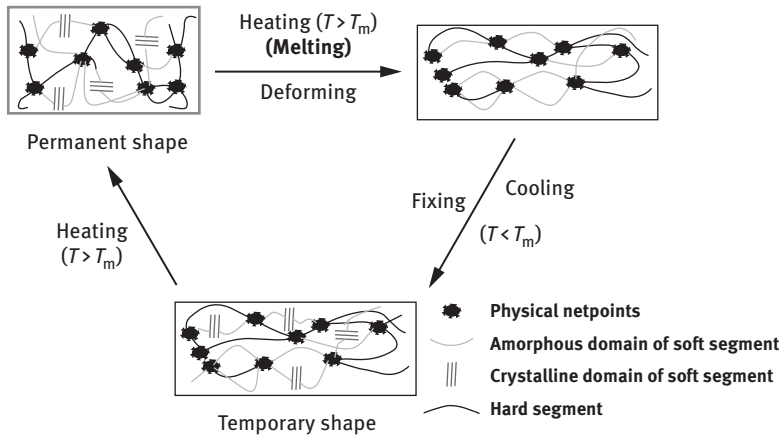 Heating (T > Tm)
(Melting)
Deforming
Permanent shape
Cooling
Fixing
(T < Tm)
Heating
(T > Tm)
Physical netpoints
Amorphous domain of soft segment
Crystalline domain of soft segment
Hard segment
Temporary shape